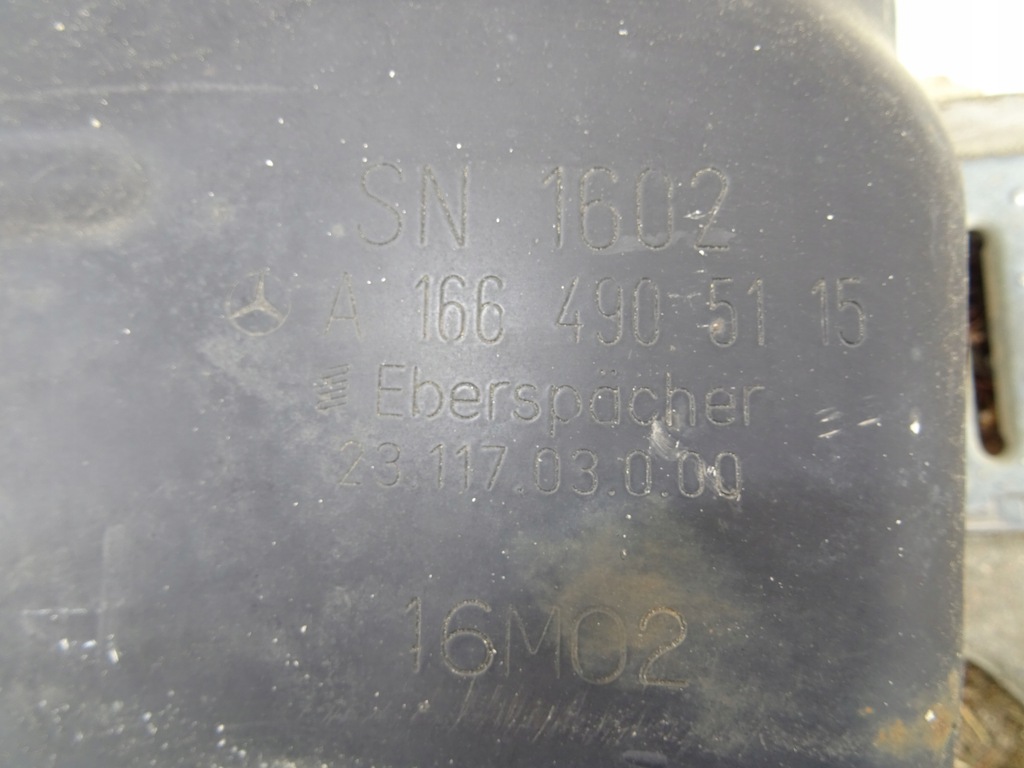 SN 1602
A 166 490 51 15
Eberspächer
23.117.03.0.00
16M02